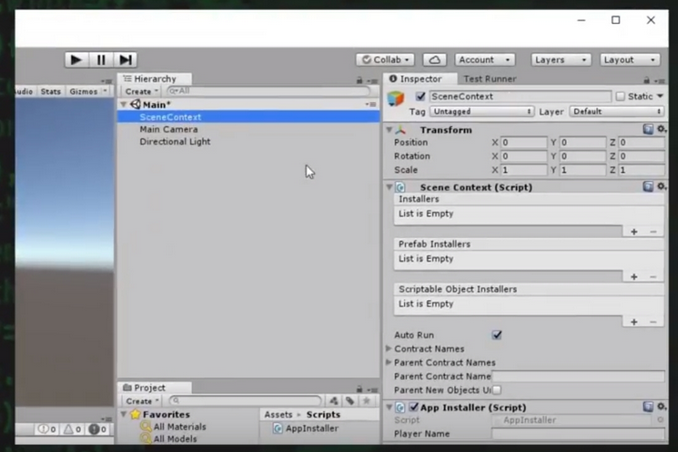 Collab
Account
Layers
Layout
Hierarchy
Inspector
Test Runner
udio Stats Gizmos
Create
All
SceneContext
Static
Main*
Tag Untagged
Layer Default
SceneContext
Main Camera
Directional Light
Transform
Position X 0 Y 0 Z 0
Rotation X 0 Y 0 Z 0
Scale X 1 Y 1 Z 1
Scene Context (Script)
Installers
List is Empty
+ −
Prefab Installers
List is Empty
+ −
Scriptable Object Installers
List is Empty
+ −
Auto Run
Contract Names
Parent Contract Names
Parent Contract Name
Parent New Objects U
Project
Create
Favorites
All Materials
All Models
Assets Scripts
AppInstaller
App Installer (Script)
Script AppInstaller
Player Name
0 0 0